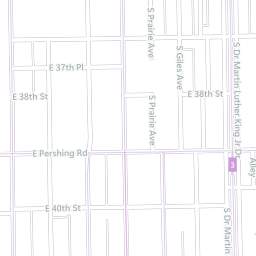 S Prairie Ave
S Giles Ave
S Dr Martin Luther King Jr Dr
E 37th Pl
E 38th St
E 38th St
S Prairie Ave
E Pershing Rd
3
Alley
E 40th St
S Dr Martin